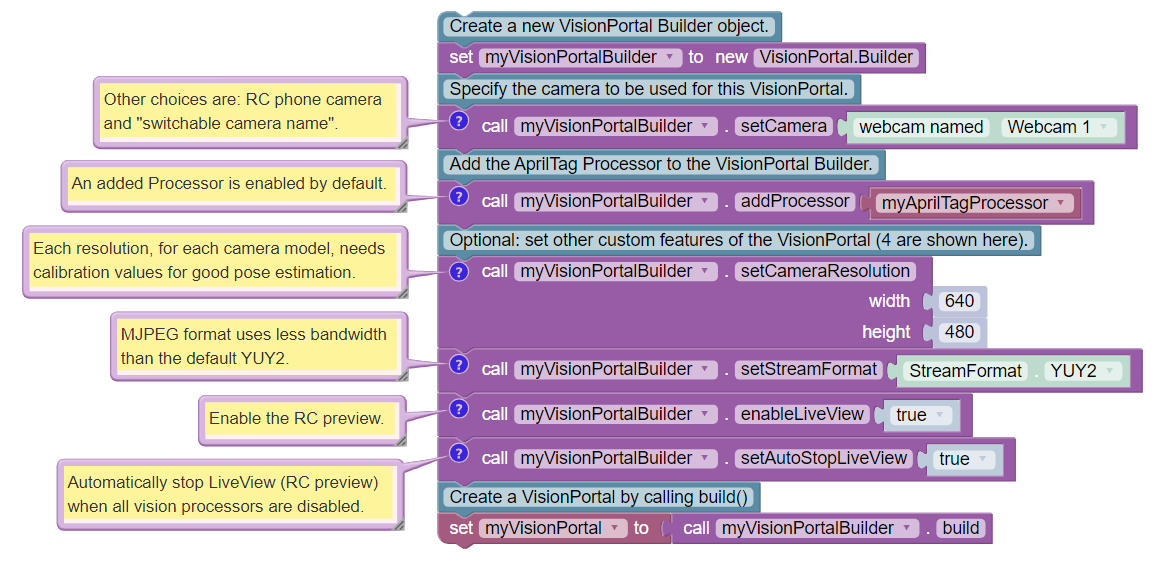 Create a new VisionPortal Builder object.
set myVisionPortalBuilder to new VisionPortal.Builder
Specify the camera to be used for this VisionPortal.
Other choices are: RC phone camera
and "switchable camera name".
? call myVisionPortalBuilder . setCamera webcam named Webcam 1
Add the AprilTag Processor to the VisionPortal Builder.
An added Processor is enabled by default.
? call myVisionPortalBuilder . addProcessor myAprilTagProcessor
Optional: set other custom features of the VisionPortal (4 are shown here).
Each resolution, for each camera model, needs
calibration values for good pose estimation.
? call myVisionPortalBuilder . setCameraResolution
width 640
height 480
MJPEG format uses less bandwidth
than the default YUY2.
? call myVisionPortalBuilder . setStreamFormat StreamFormat . YUY2
Enable the RC preview.
? call myVisionPortalBuilder . enableLiveView true
? call myVisionPortalBuilder . setAutoStopLiveView true
Automatically stop LiveView (RC preview)
when all vision processors are disabled.
Create a VisionPortal by calling build()
set myVisionPortal to call myVisionPortalBuilder . build